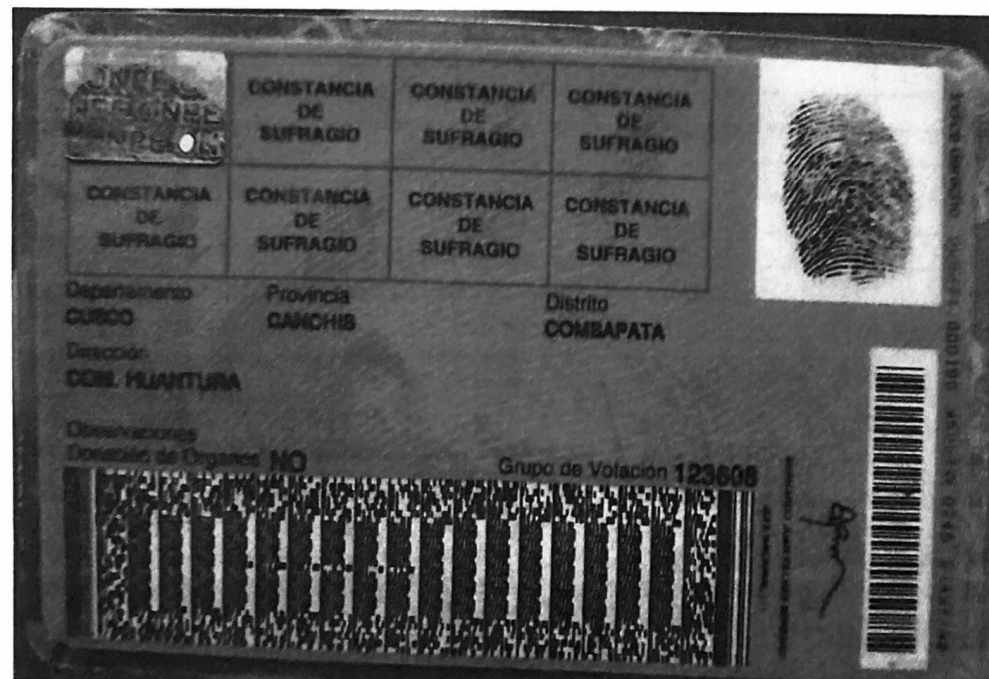 ONPE
CONSTANCIA DE SUFRAGIO
CONSTANCIA DE SUFRAGIO
CONSTANCIA DE SUFRAGIO
CONSTANCIA DE SUFRAGIO
CONSTANCIA DE SUFRAGIO
CONSTANCIA DE SUFRAGIO
CONSTANCIA DE SUFRAGIO
Departamento Provincia Distrito
CUSCO CANCHIS COMBAPATA
Dirección
COM. HUANTURA
Observaciones
Donación de Organos NO Grupo de Votación 123608